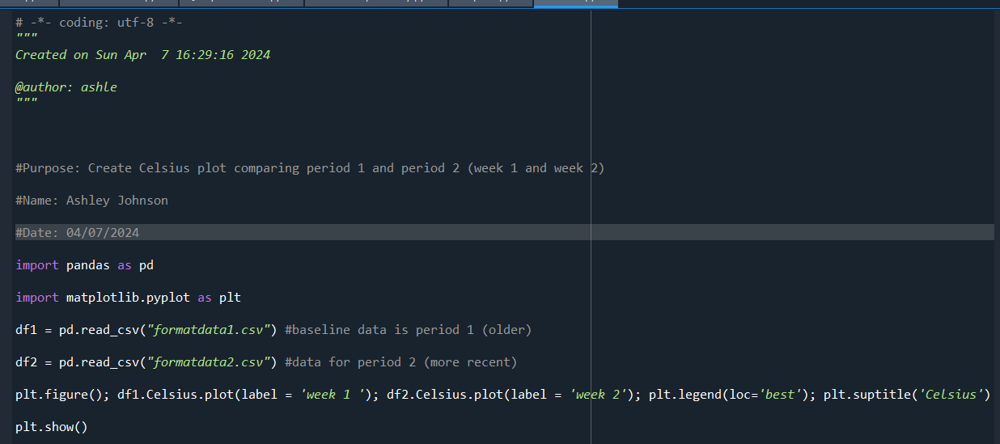 # -*- coding: utf-8 -*-
"""
Created on Sun Apr  7 16:29:16 2024
@author: ashle
"""
#Purpose: Create Celsius plot comparing period 1 and period 2 (week 1 and week 2)
#Name: Ashley Johnson
#Date: 04/07/2024
import pandas as pd
import matplotlib.pyplot as plt
df1 = pd.read_csv("formatdata1.csv") #baseline data is period 1 (older)
df2 = pd.read_csv("formatdata2.csv") #data for period 2 (more recent)
plt.figure(); df1.Celsius.plot(label = 'week 1 '); df2.Celsius.plot(label = 'week 2'); plt.legend(loc='best'); plt.suptitle('Celsius')
plt.show()